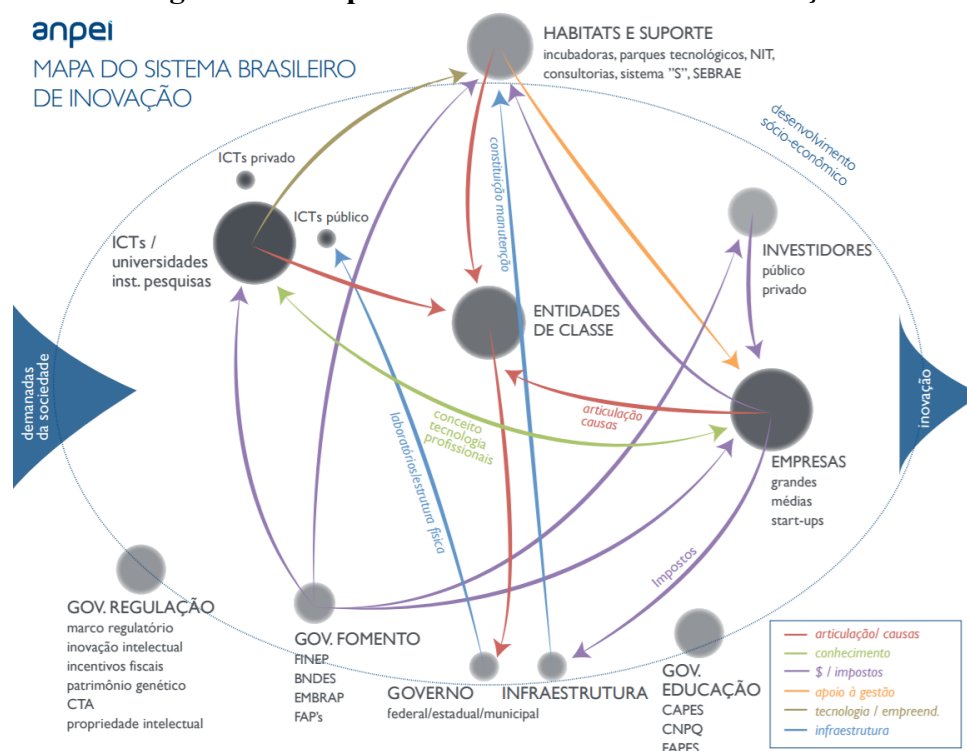 anpei
MAPA DO SISTEMA BRASILEIRO
DE INOVAÇÃO
HABITATS E SUPORTE
incubadoras, parques tecnológicos, NIT,
consultorias, sistema "S", SEBRAE
desenvolvimento
sócio-econômico
ICTs privado
ICTs público
ICTs /
universidades
inst. pesquisas
constituição manutenção
INVESTIDORES
público
privado
ENTIDADES
DE CLASSE
demanadas
da sociedade
inovação
articulação
causas
conceito
tecnologia
profissionais
laboratórios/estrutura física
EMPRESAS
grandes
médias
start-ups
Impostos
GOV. REGULAÇÃO
marco regulatório
inovação intelectual
incentivos fiscais
patrimônio genético
CTA
propriedade intelectual
GOV. FOMENTO
FINEP
BNDES
EMBRAP
FAP's
GOVERNO
federal/estadual/municipal
INFRAESTRUTURA
GOV.
EDUCAÇÃO
CAPES
CNPQ
FAPES
articulação/ causas
conhecimento
$ / impostos
apoio à gestão
tecnologia / empreend.
infraestrutura